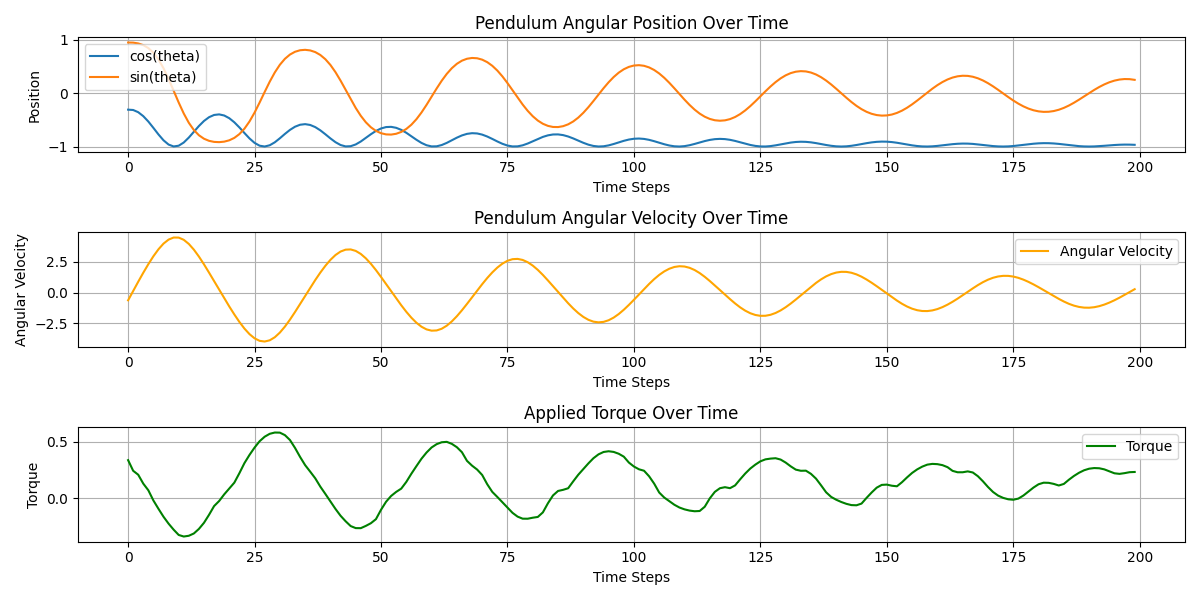 Pendulum Angular Position Over Time
Position
1
0
−1
cos(theta)
sin(theta)
0 25 50 75 100 125 150 175 200
Time Steps
Pendulum Angular Velocity Over Time
Angular Velocity
2.5
0.0
−2.5
Angular Velocity
0 25 50 75 100 125 150 175 200
Time Steps
Applied Torque Over Time
Torque
0.5
0.0
Torque
0 25 50 75 100 125 150 175 200
Time Steps